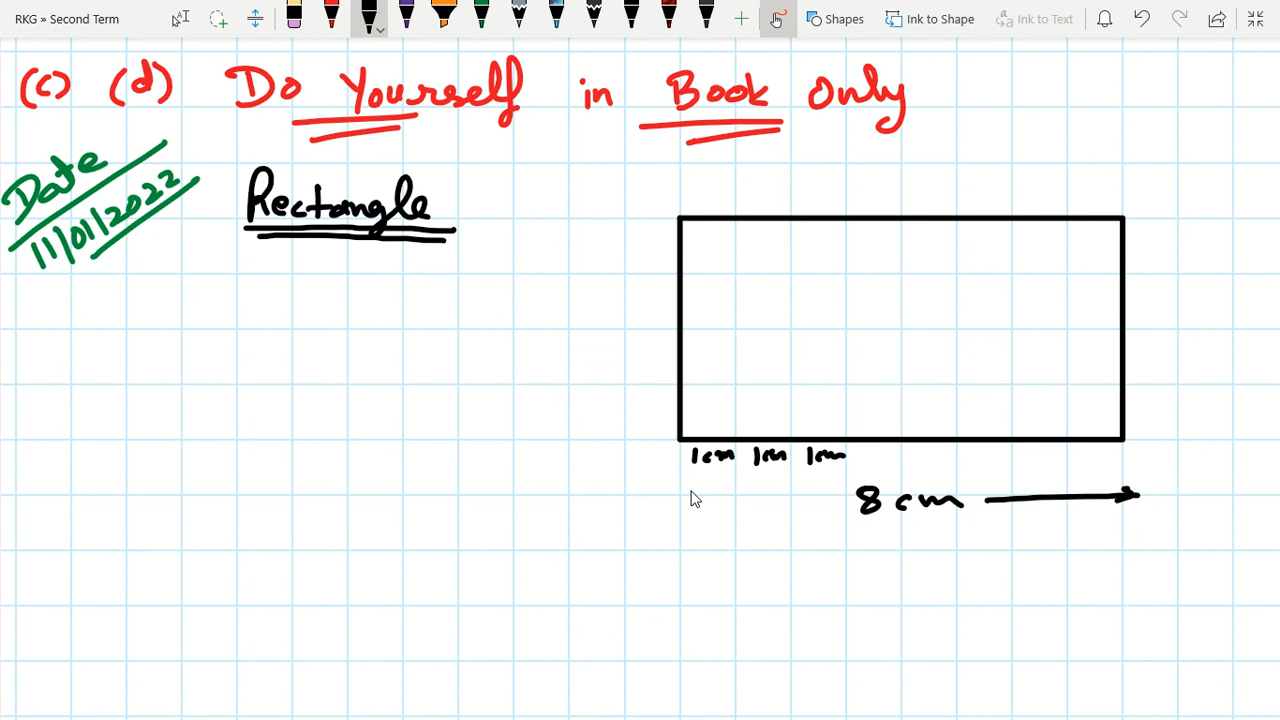 RKG » Second Term
Shapes
Ink to Shape
Ink to Text
(c) (d) Do Yourself in Book Only
Date
11/01/2022
Rectangle
1cm 1cm 1cm
8 cm